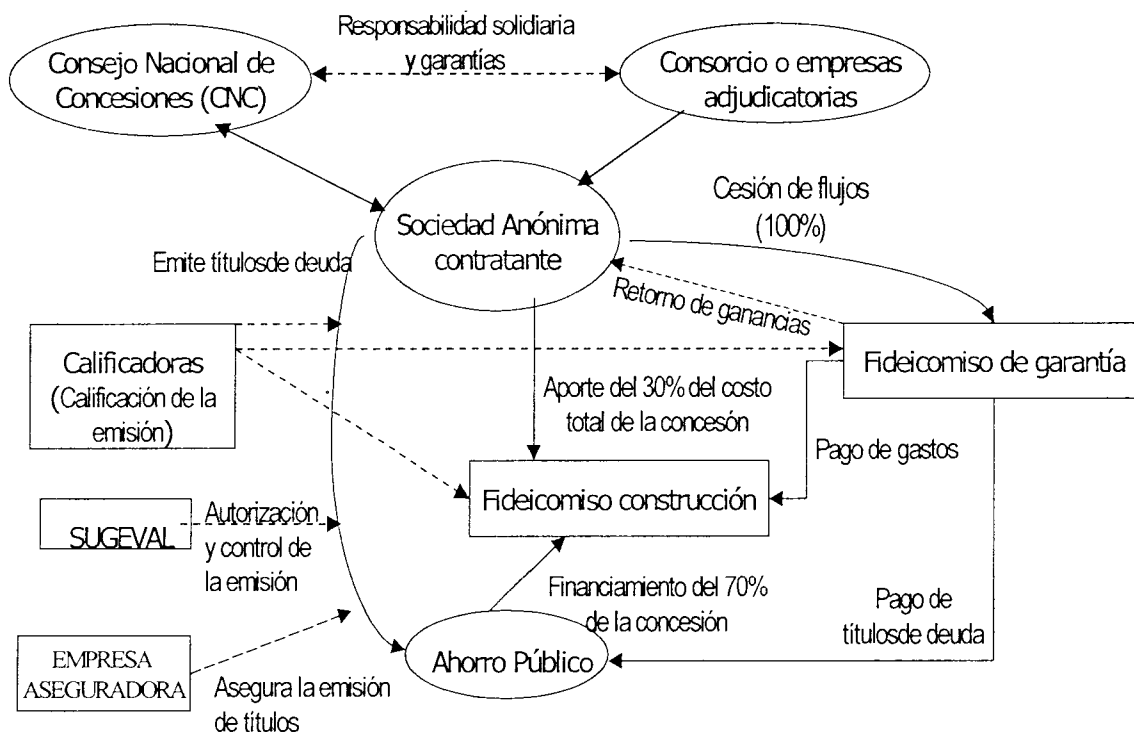 Responsabilidad solidiaria
y garantías
Consejo Nacional de
Concesiones (CNC)
Consorcio o empresas
adjudicatorias
Cesión de flujos
(100%)
Sociedad Anónima
contratante
Emite títulosde deuda
Retorno de ganancias
Calificadoras
(Calificación de la
emisión)
Fideicomiso de garantía
Aporte del 30% del costo
total de la concesón
Pago de gastos
Fideicomiso construcción
SUGEVAL
Autorización
y control de
la emisión
Financiamiento del 70%
de la concesión
Pago de
títulosde deuda
EMPRESA
ASEGURADORA
Ahorro Público
Asegura la emisión
de títulos